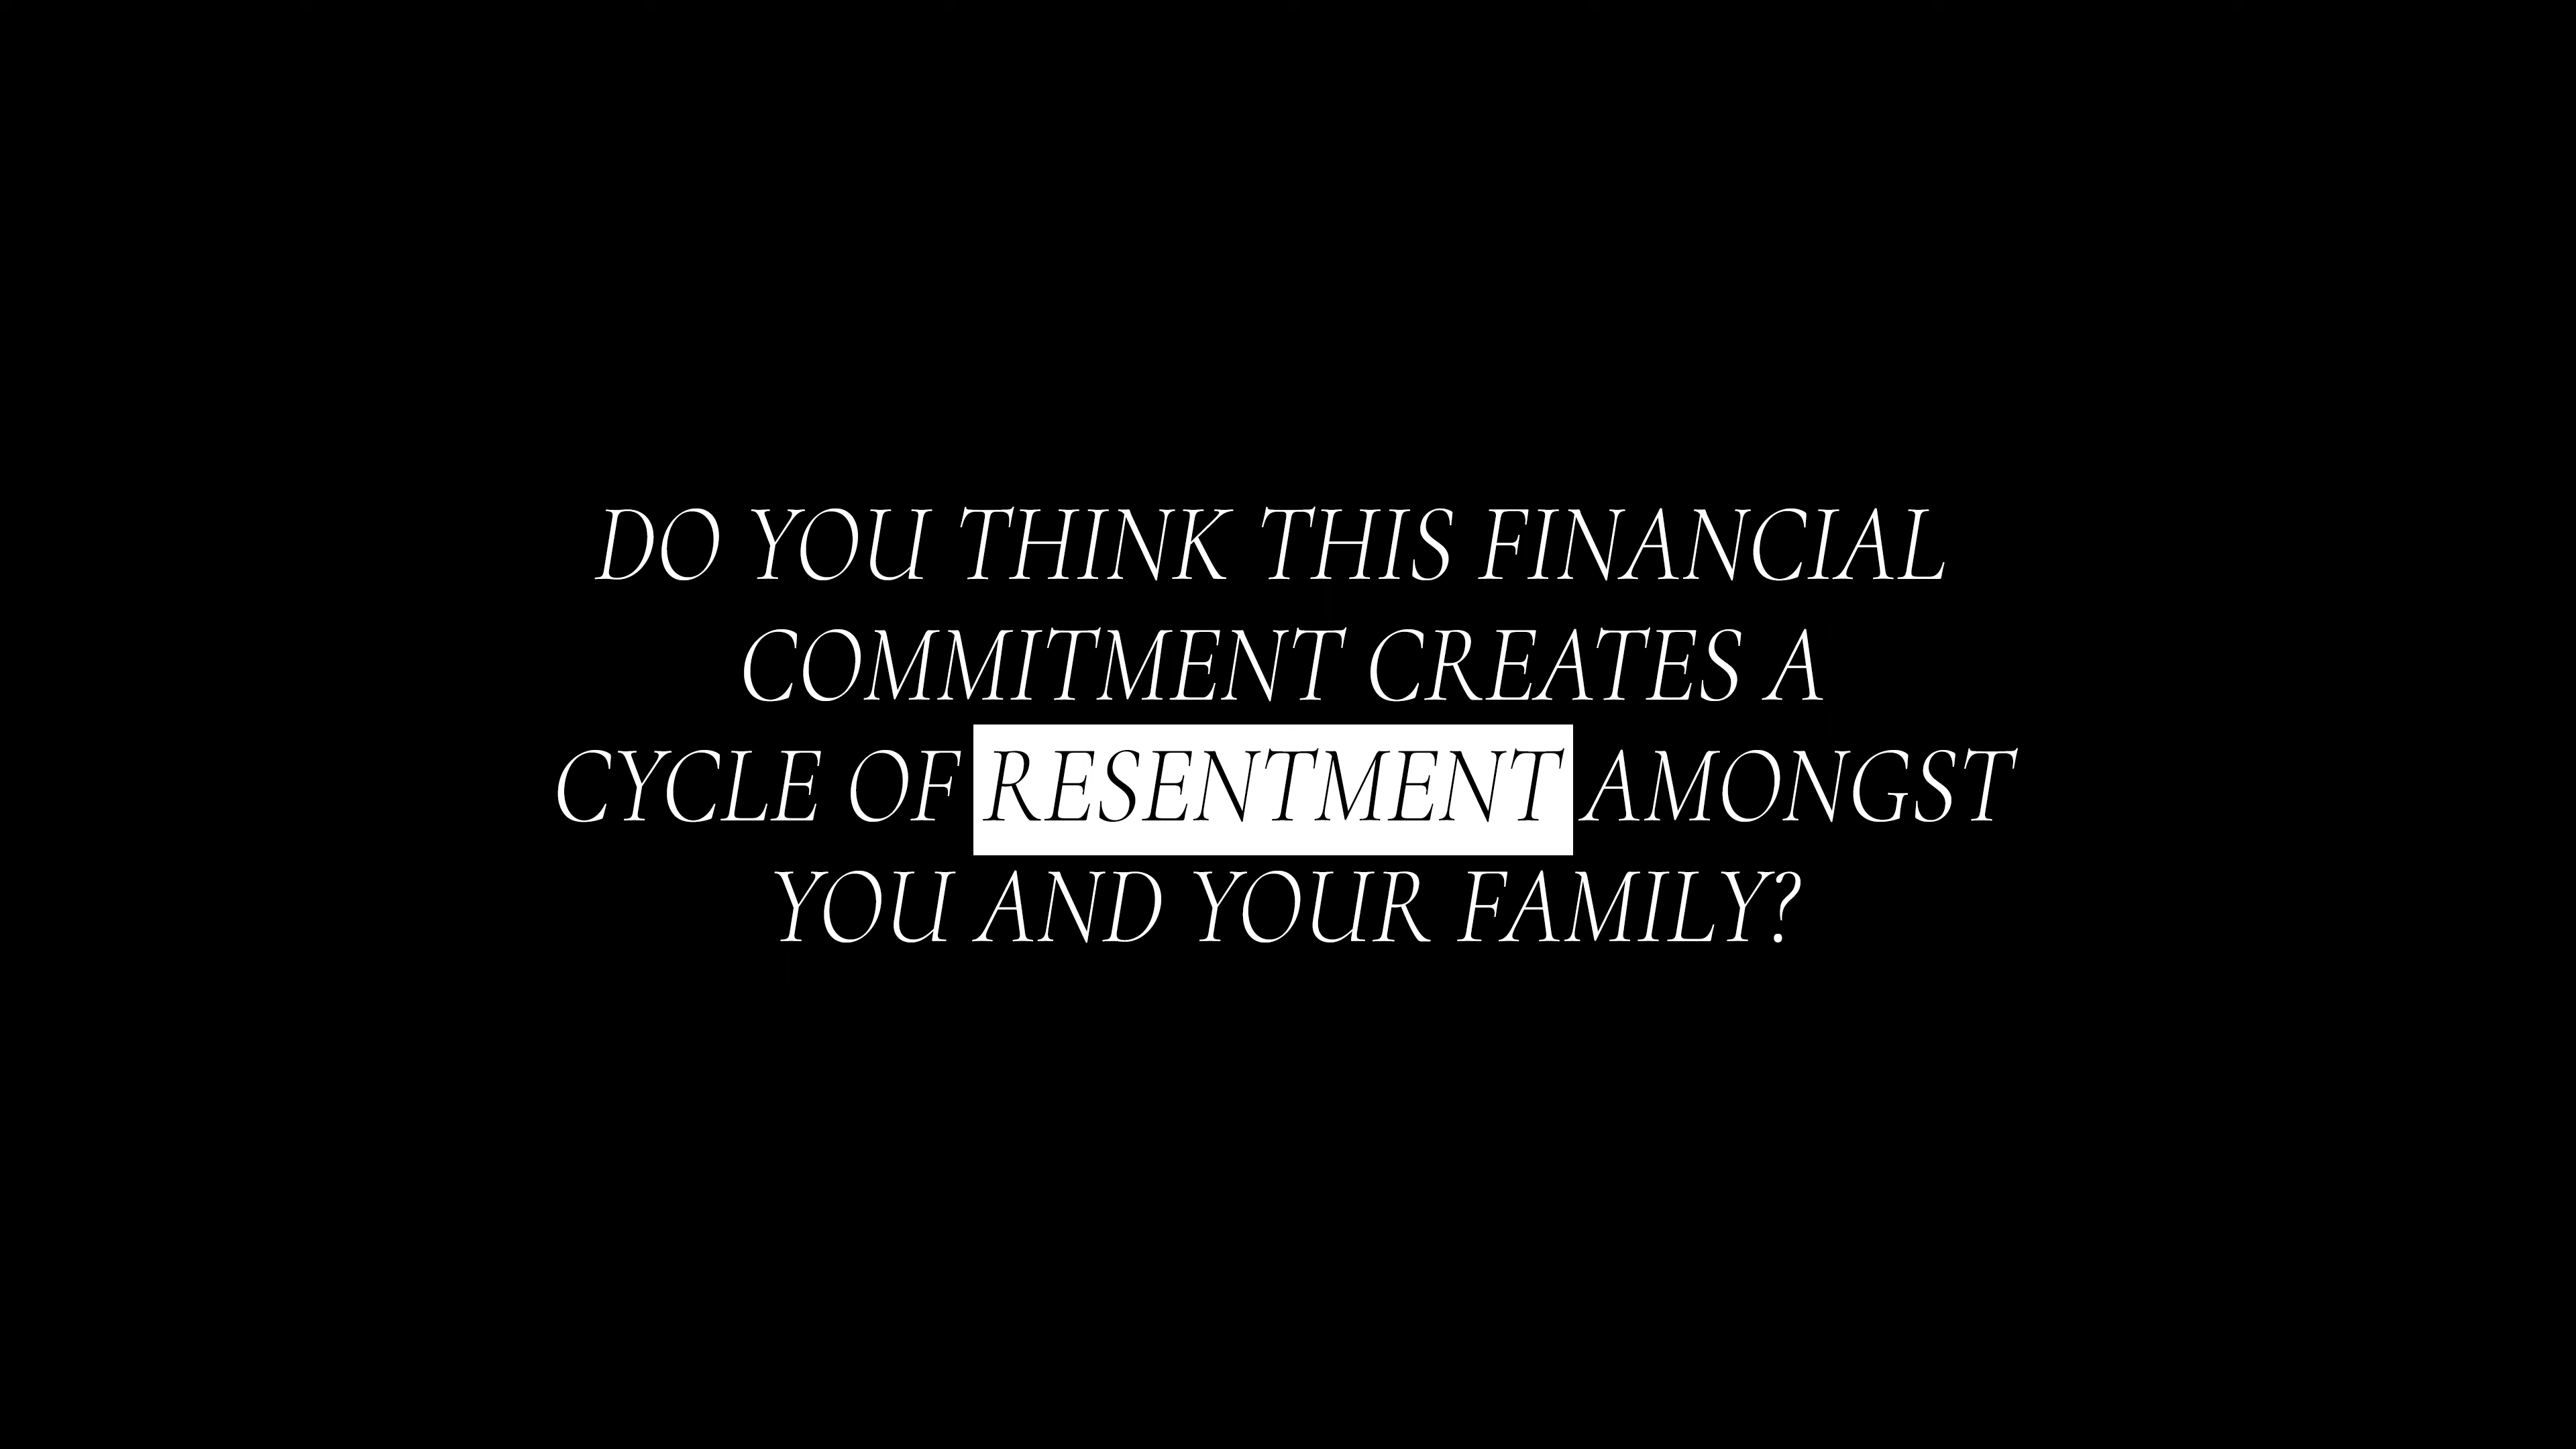 DO YOU THINK THIS FINANCIAL
COMMITMENT CREATES A
CYCLE OF RESENTMENT AMONGST
YOU AND YOUR FAMILY?